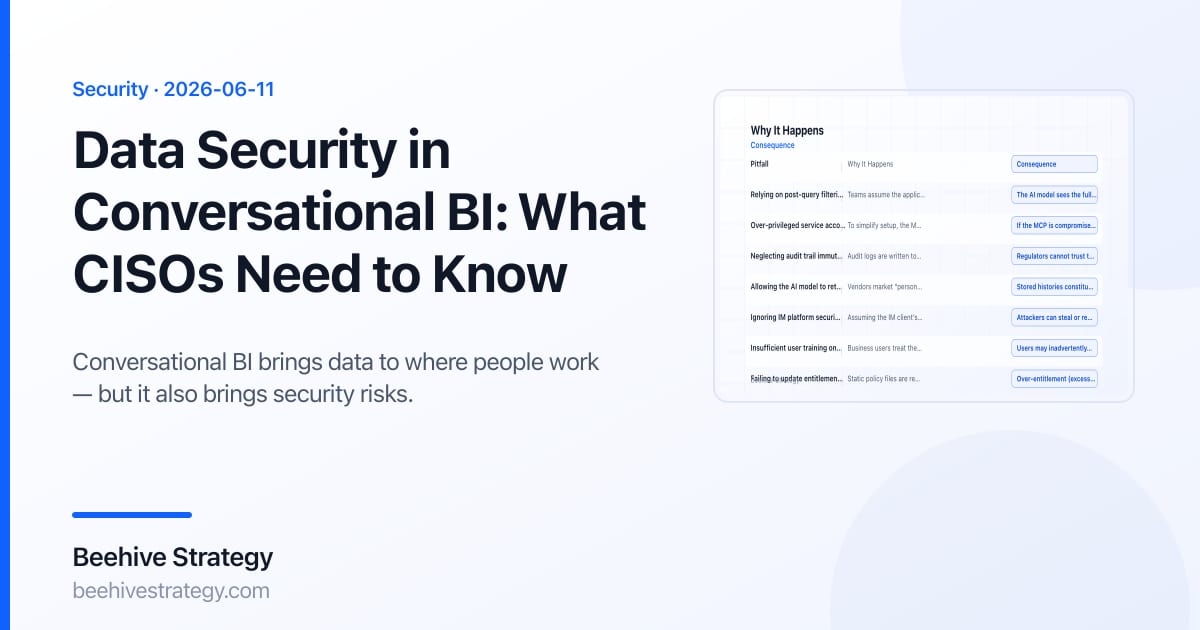 Security · 2026-06-11
Data Security in
Conversational BI: What
CISOs Need to Know
Conversational BI brings data to where people work
— but it also brings security risks.
Beehive Strategy
beehivestrategy.com
Why It Happens
Consequence
Pitfall Why It Happens Consequence
Relying on post-query filteri... Teams assume the applic... The AI model sees the full...
Over-privileged service acco... To simplify setup, the M... If the MCP is compromise...
Neglecting audit trail immut... Audit logs are written to... Regulators cannot trust t...
Allowing the AI model to ret... Vendors market "person... Stored histories constitu...
Ignoring IM platform securi... Assuming the IM client's... Attackers can steal or re...
Insufficient user training on... Business users treat the... Users may inadvertently...
Failing to update entitlemen... Static policy files are re... Over-entitlement (excess...